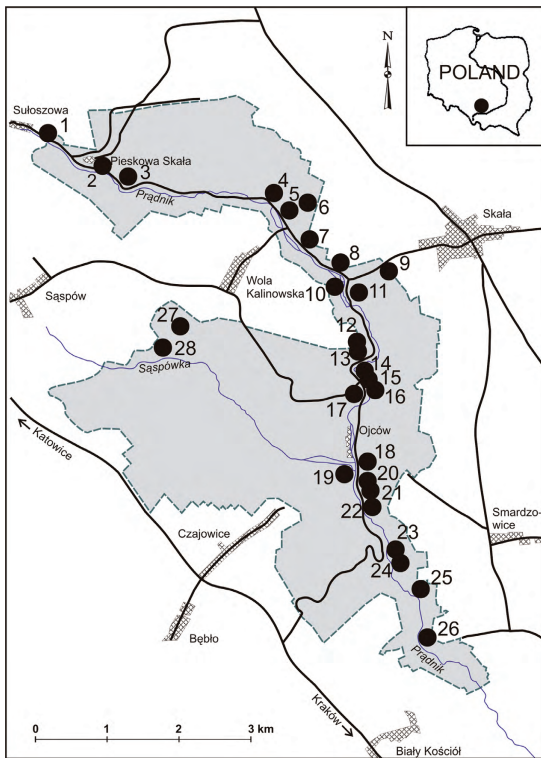 N
POLAND
Sułoszowa
1
Pieskowa Skała
2
3
Prądnik
4
5
6
7
Skała
8
9
Wola
Kalinowska
10
11
Sąspów
27
28
Sąspówka
12
13
14
15
16
17
Katowice
Ojców
18
19
20
21
22
Smardzo-
wice
Czajowice
23
24
25
Bębło
26
Prądnik
Kraków
0 1 2 3 km
Biały Kościół